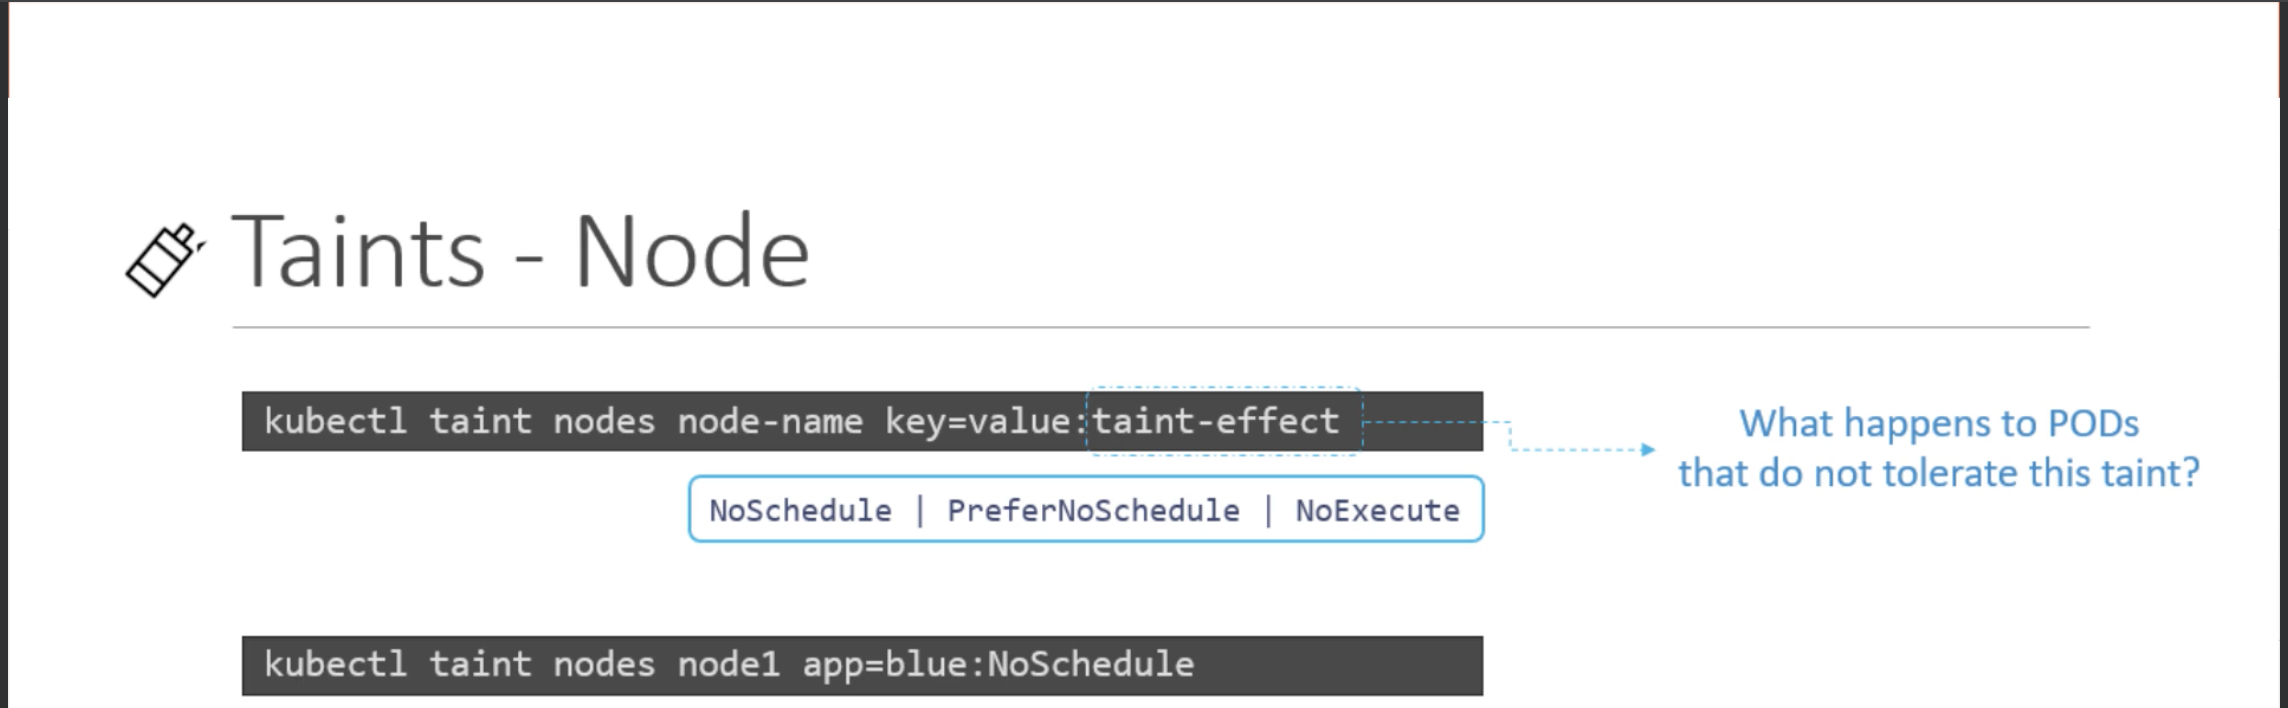 Taints - Node
kubectl taint nodes node-name key=value:taint-effect
What happens to PODs
that do not tolerate this taint?
NoSchedule | PreferNoSchedule | NoExecute
kubectl taint nodes node1 app=blue:NoSchedule